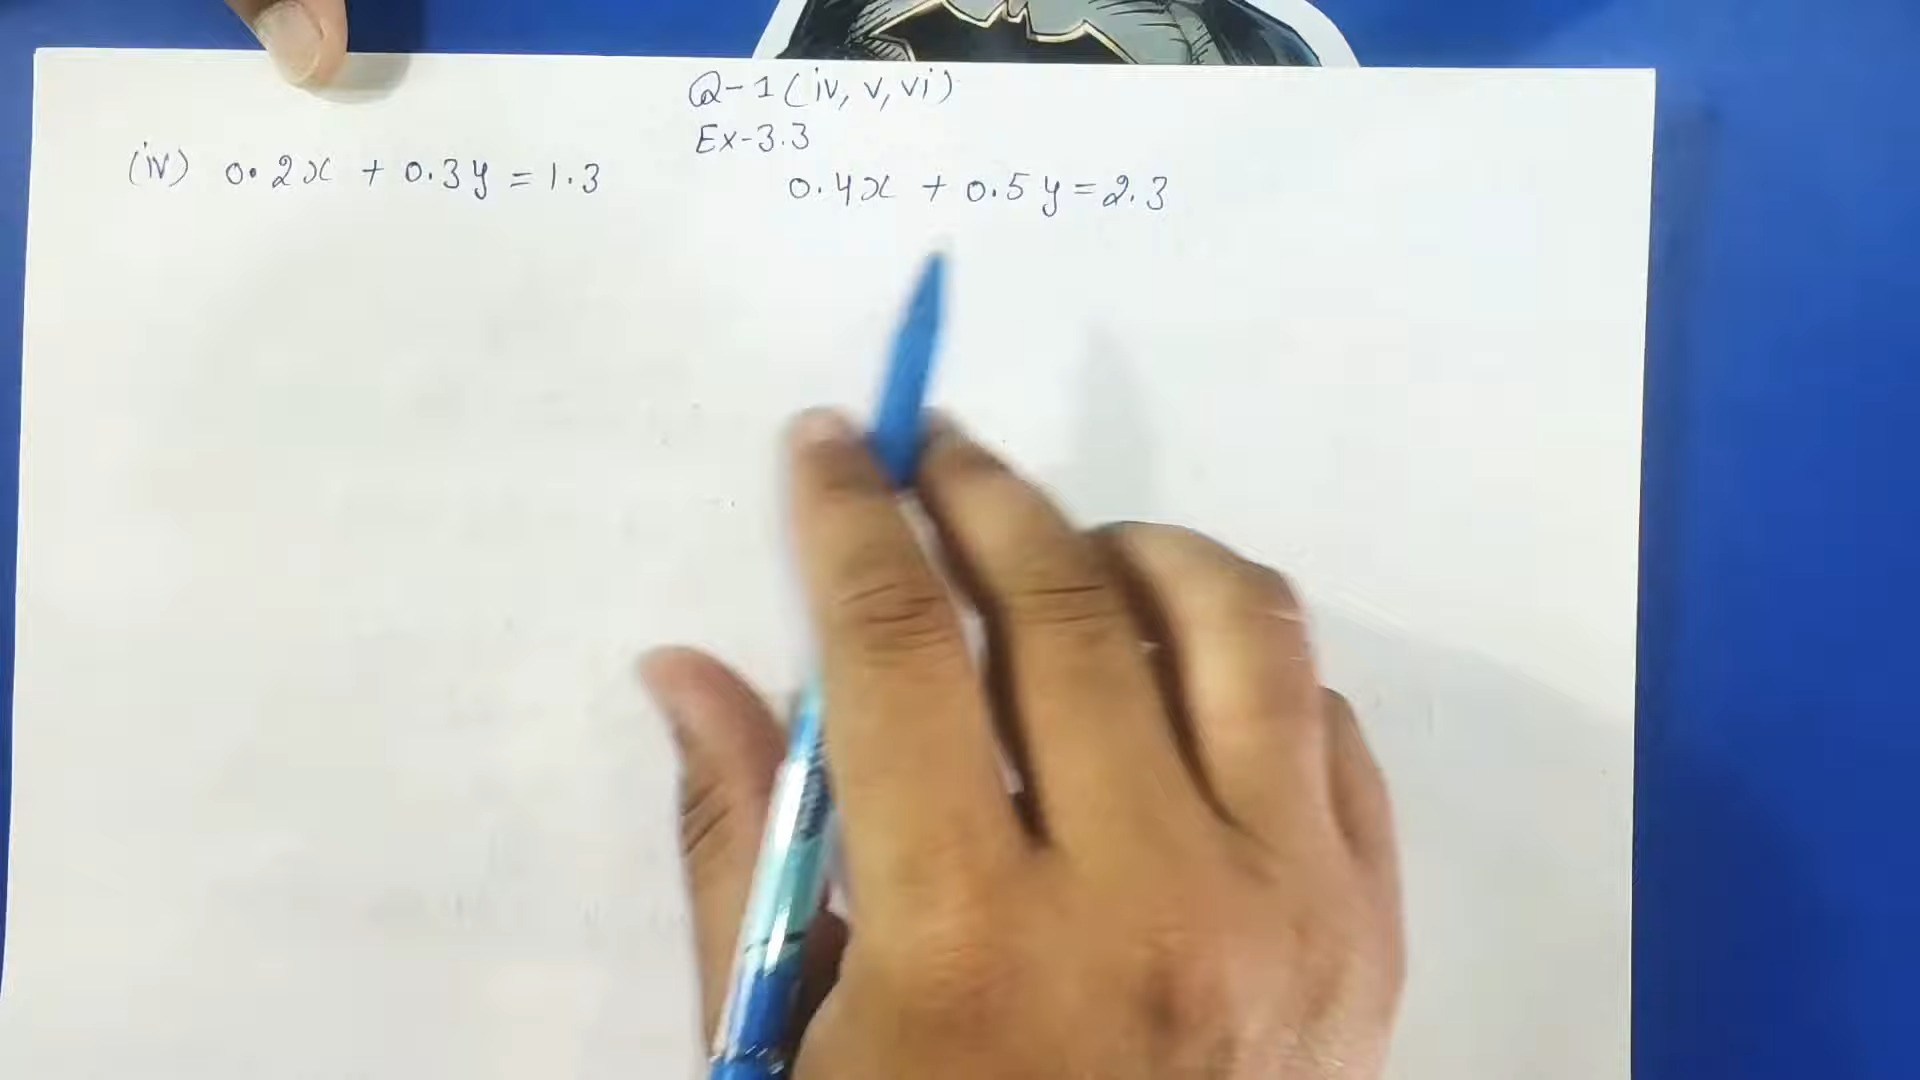 Q-1 (iv, v, vi)
Ex-3.3
(iv) 0.2x + 0.3y = 1.3
0.4x + 0.5y = 2.3